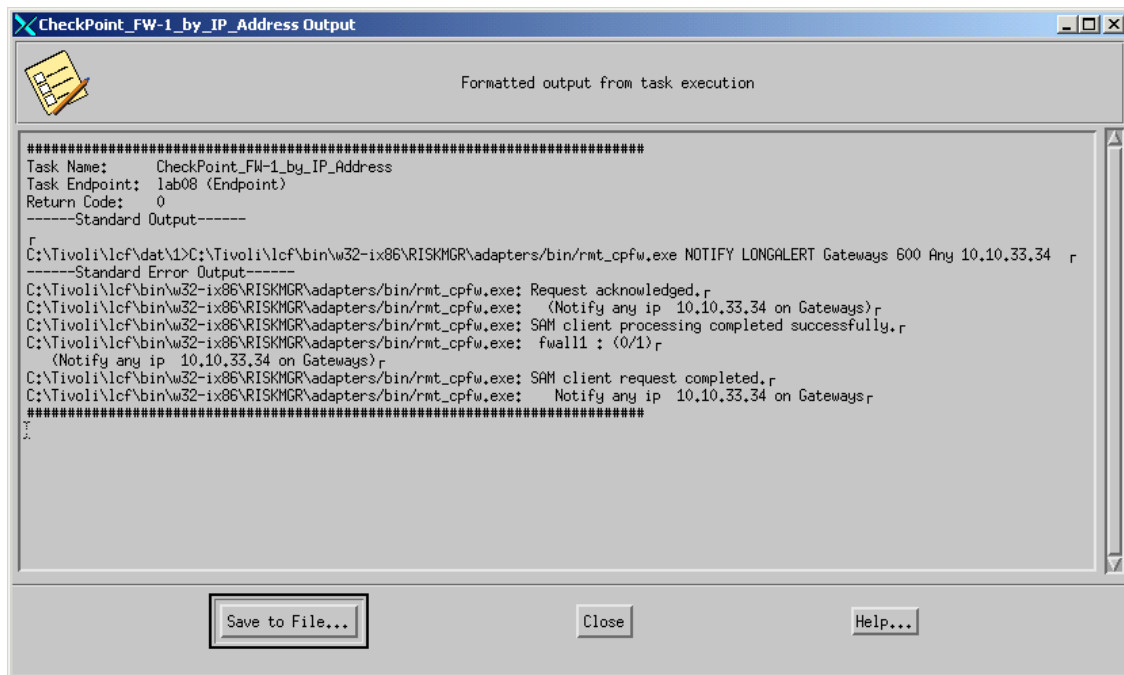 CheckPoint_FW-1_by_IP_Address Output
Formatted output from task execution
############################################################################
Task Name:      CheckPoint_FW-1_by_IP_Address
Task Endpoint:  lab08 (Endpoint)
Return Code:    0
------Standard Output------
┌
C:\Tivoli\lcf\dat\1>C:\Tivoli\lcf\bin\w32-ix86\RISKMGR\adapters/bin/rmt_cpfw.exe NOTIFY LONGALERT Gateways 600 Any 10.10.33.34  ┌
------Standard Error Output------
C:\Tivoli\lcf\bin\w32-ix86\RISKMGR\adapters/bin/rmt_cpfw.exe: Request acknowledged.┌
C:\Tivoli\lcf\bin\w32-ix86\RISKMGR\adapters/bin/rmt_cpfw.exe:   (Notify any ip  10.10.33.34 on Gateways)┌
C:\Tivoli\lcf\bin\w32-ix86\RISKMGR\adapters/bin/rmt_cpfw.exe: SAM client processing completed successfully.┌
C:\Tivoli\lcf\bin\w32-ix86\RISKMGR\adapters/bin/rmt_cpfw.exe:  fwall1 : (0/1)┌
   (Notify any ip  10.10.33.34 on Gateways)┌
C:\Tivoli\lcf\bin\w32-ix86\RISKMGR\adapters/bin/rmt_cpfw.exe: SAM client request completed.┌
C:\Tivoli\lcf\bin\w32-ix86\RISKMGR\adapters/bin/rmt_cpfw.exe:    Notify any ip  10.10.33.34 on Gateways┌
############################################################################
Save to File...
Close
Help...